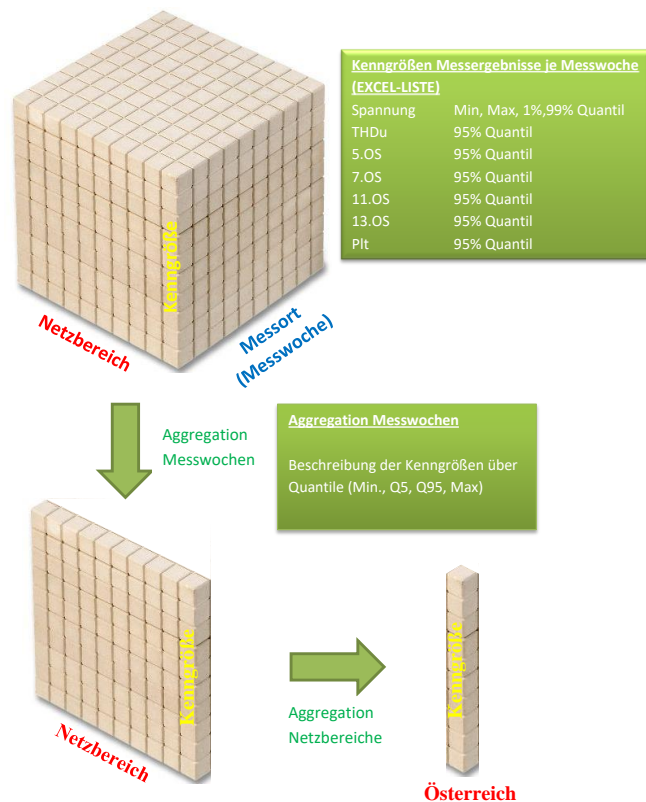 Kenngrößen Messergebnisse je Messwoche
(EXCEL-LISTE)
Spannung Min, Max, 1%,99% Quantil
THDu 95% Quantil
5.OS 95% Quantil
7.OS 95% Quantil
11.OS 95% Quantil
13.OS 95% Quantil
Plt 95% Quantil
Kenngröße
Netzbereich
Messort
(Messwoche)
Aggregation
Messwochen
Aggregation Messwochen
Beschreibung der Kenngrößen über
Quantile (Min., Q5, Q95, Max)
Kenngröße
Netzbereich
Aggregation
Netzbereiche
Kenngröße
Österreich